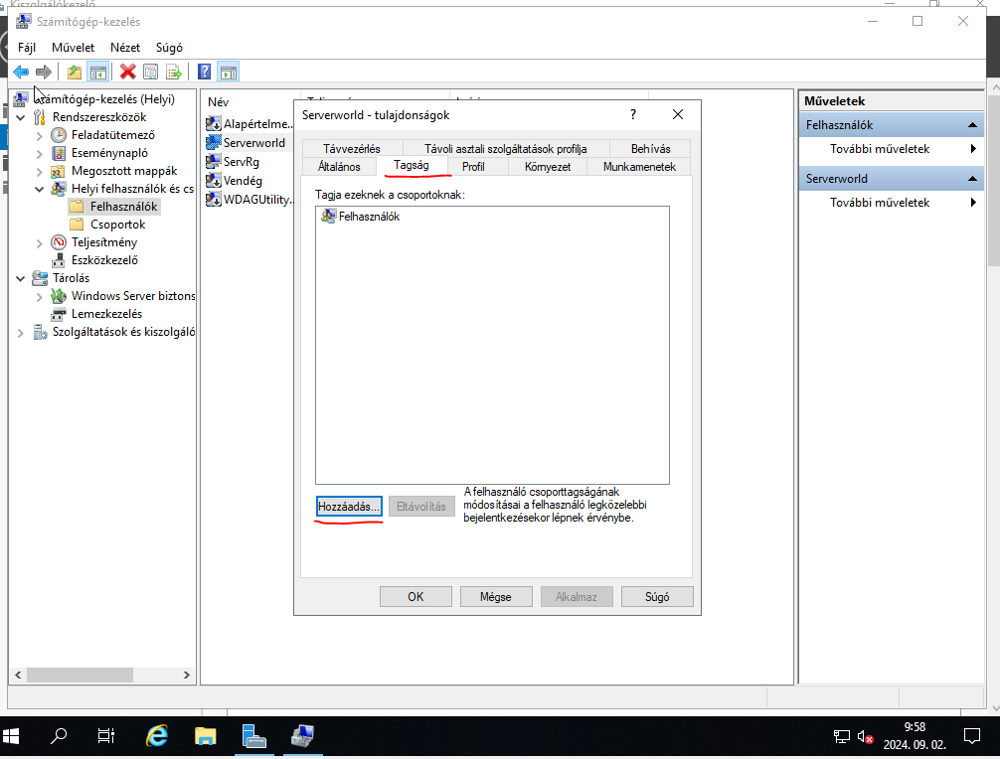 Kiszolgálókezelő
Számítógép-kezelés
Fájl Művelet Nézet Súgó
Számítógép-kezelés (Helyi)
Rendszereszközök
Feladatütemező
Eseménynapló
Megosztott mappák
Helyi felhasználók és cs
Felhasználók
Csoportok
Teljesítmény
Eszközkezelő
Tárolás
Windows Server biztons
Lemezkezelés
Szolgáltatások és kiszolgáló
Név
Alapértelme...
Serverworld
ServRg
Vendég
WDAGUtility...
Serverworld - tulajdonságok
?
Távvezérlés Távoli asztali szolgáltatások profilja Behívás
Általános Tagság Profil Környezet Munkamenetek
Tagja ezeknek a csoportoknak:
Felhasználók
Hozzáadás... Eltávolítás
A felhasználó csoporttagságának
módosításai a felhasználó legközelebbi
bejelentkezésekor lépnek érvénybe.
OK Mégse Alkalmaz Súgó
Műveletek
Felhasználók
További műveletek
Serverworld
További műveletek
9:58
2024. 09. 02.